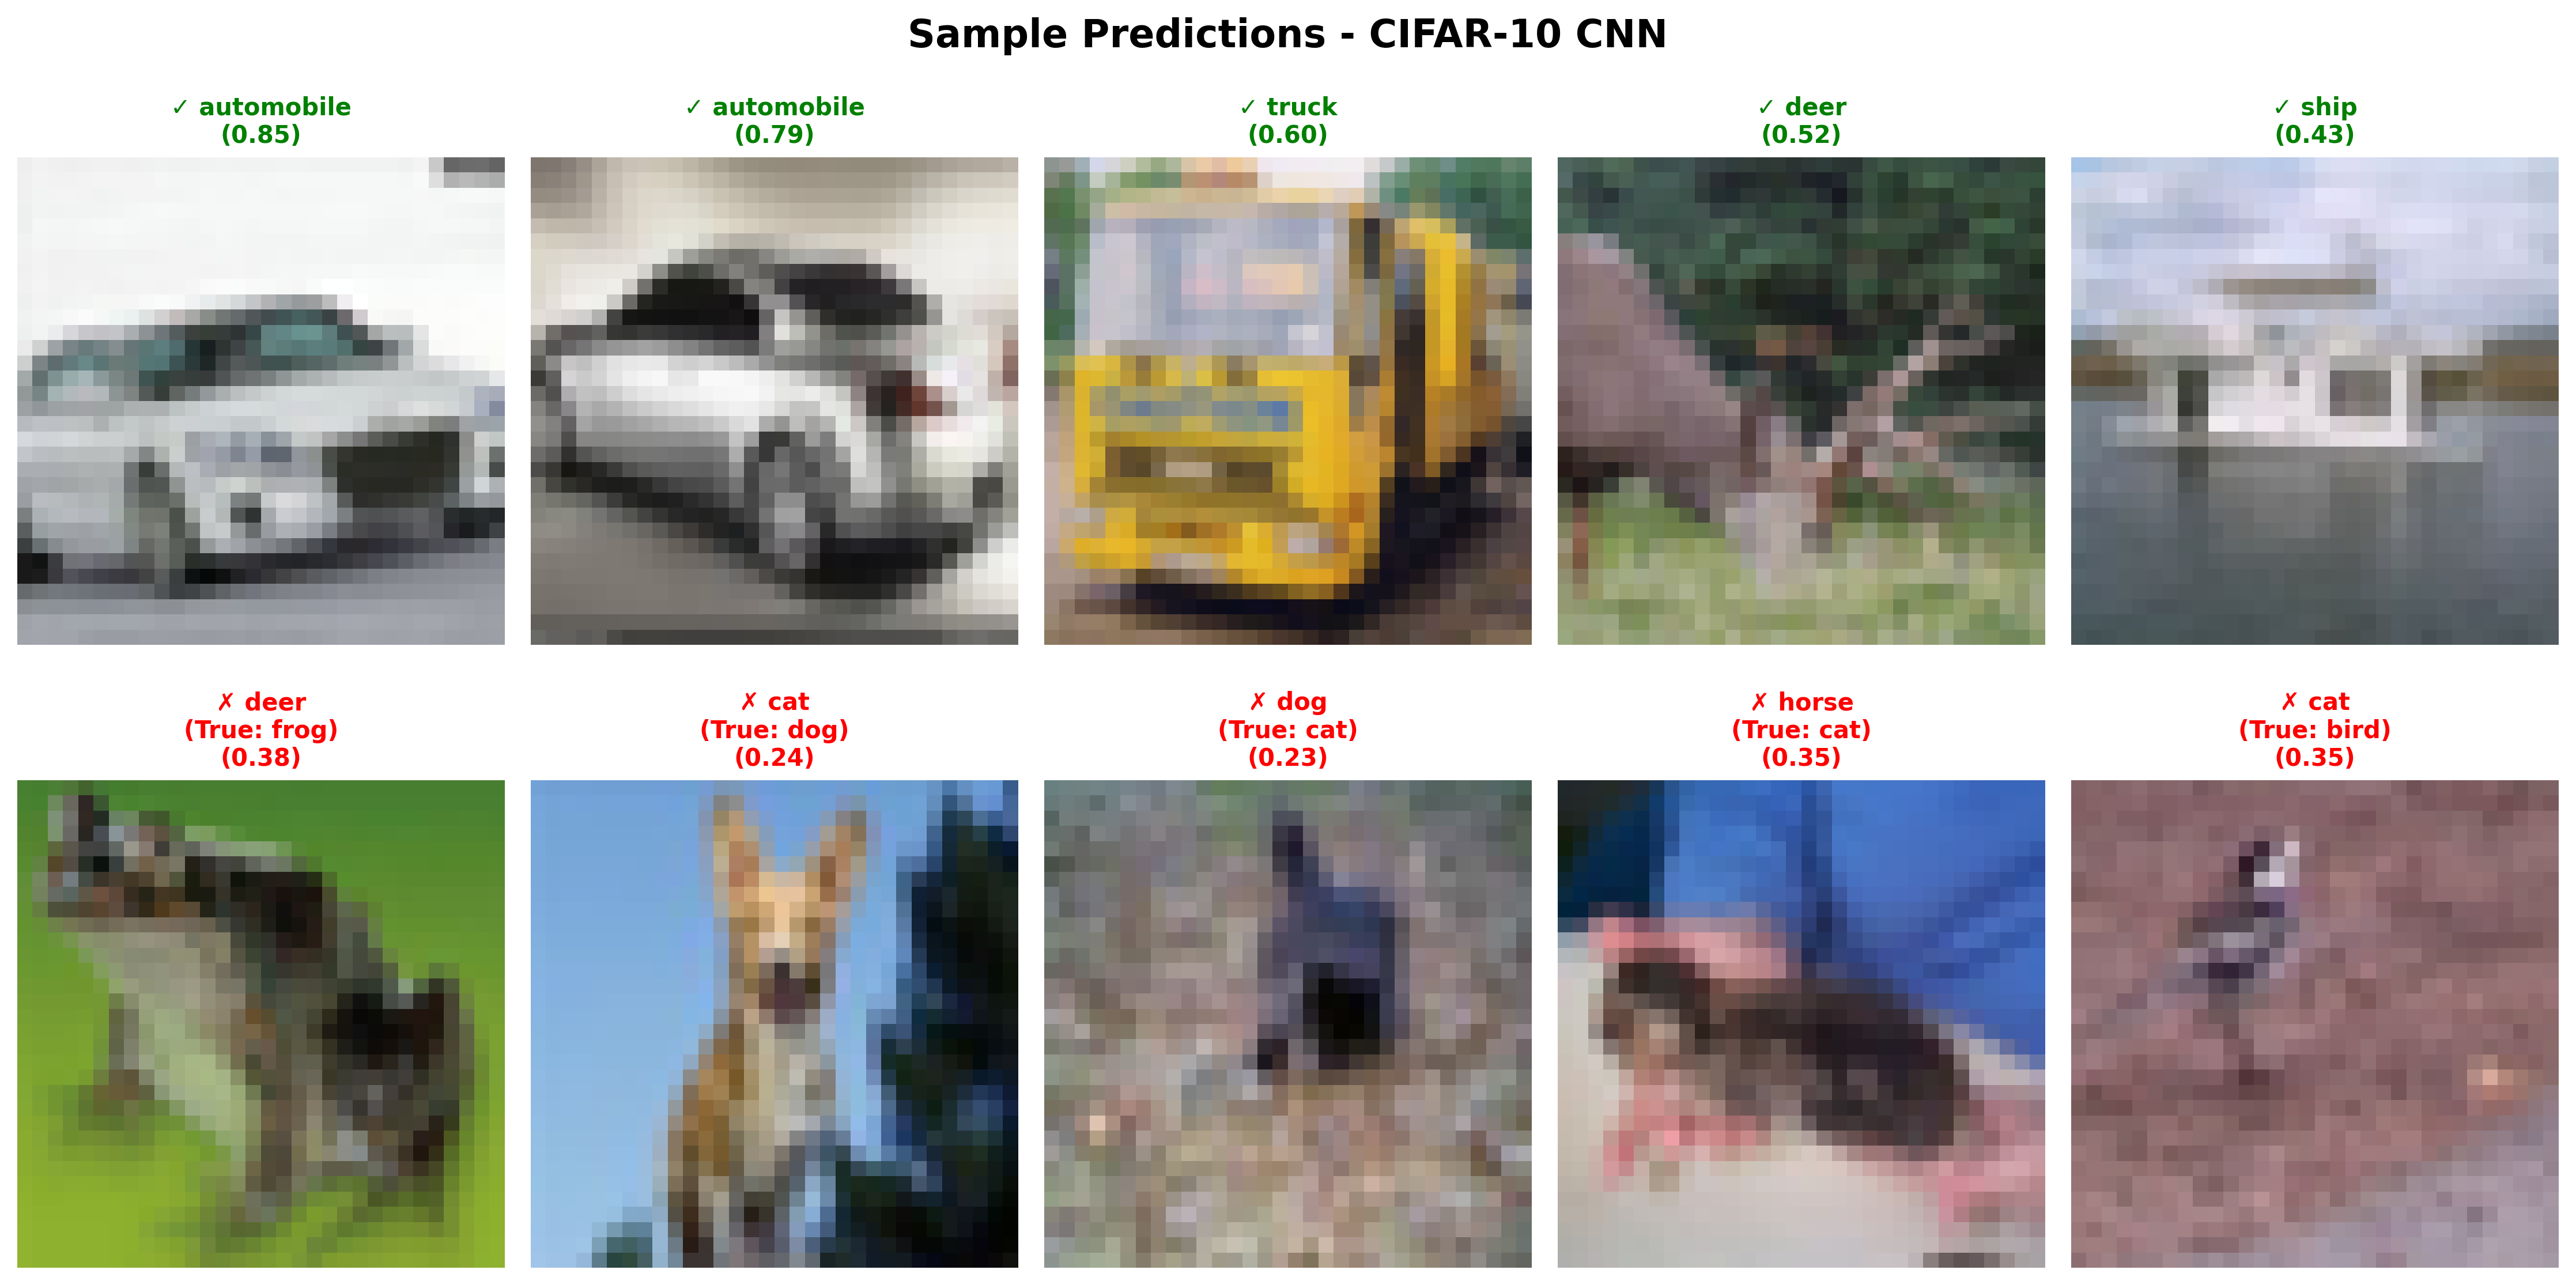 Sample Predictions - CIFAR-10 CNN
✓ automobile
(0.85)
✓ automobile
(0.79)
✓ truck
(0.60)
✓ deer
(0.52)
✓ ship
(0.43)
✗ deer
(True: frog)
(0.38)
✗ cat
(True: dog)
(0.24)
✗ dog
(True: cat)
(0.23)
✗ horse
(True: cat)
(0.35)
✗ cat
(True: bird)
(0.35)